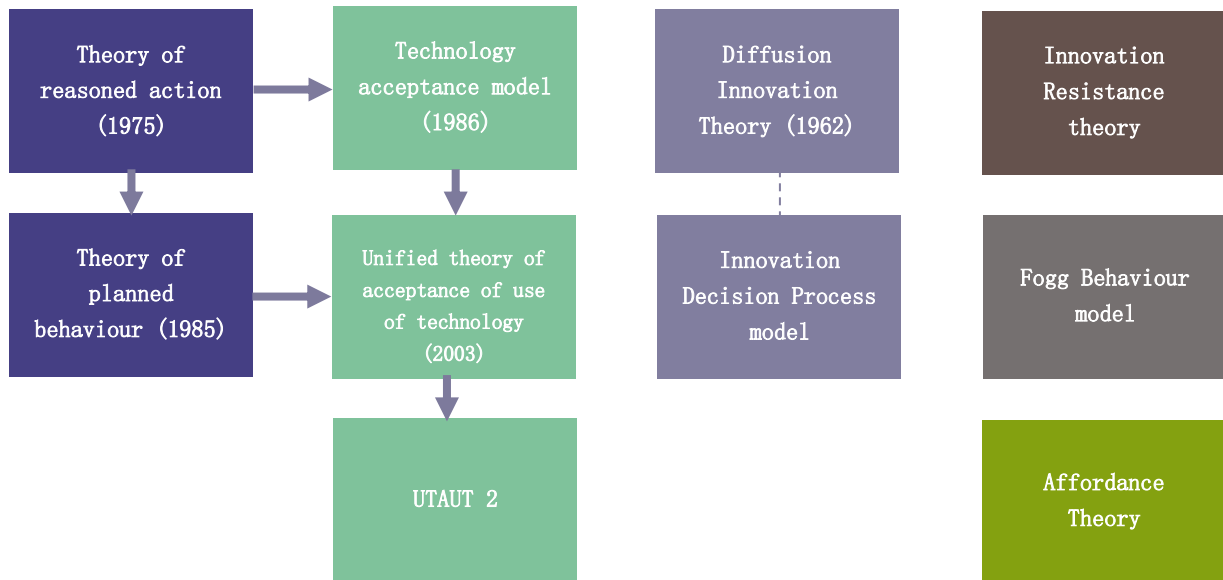 Theory of
reasoned action
(1975)
Technology
acceptance model
(1986)
Diffusion
Innovation
Theory (1962)
Innovation
Resistance
theory
Theory of
planned
behaviour (1985)
Unified theory of
acceptance of use
of technology
(2003)
Innovation
Decision Process
model
Fogg Behaviour
model
UTAUT 2
Affordance
Theory